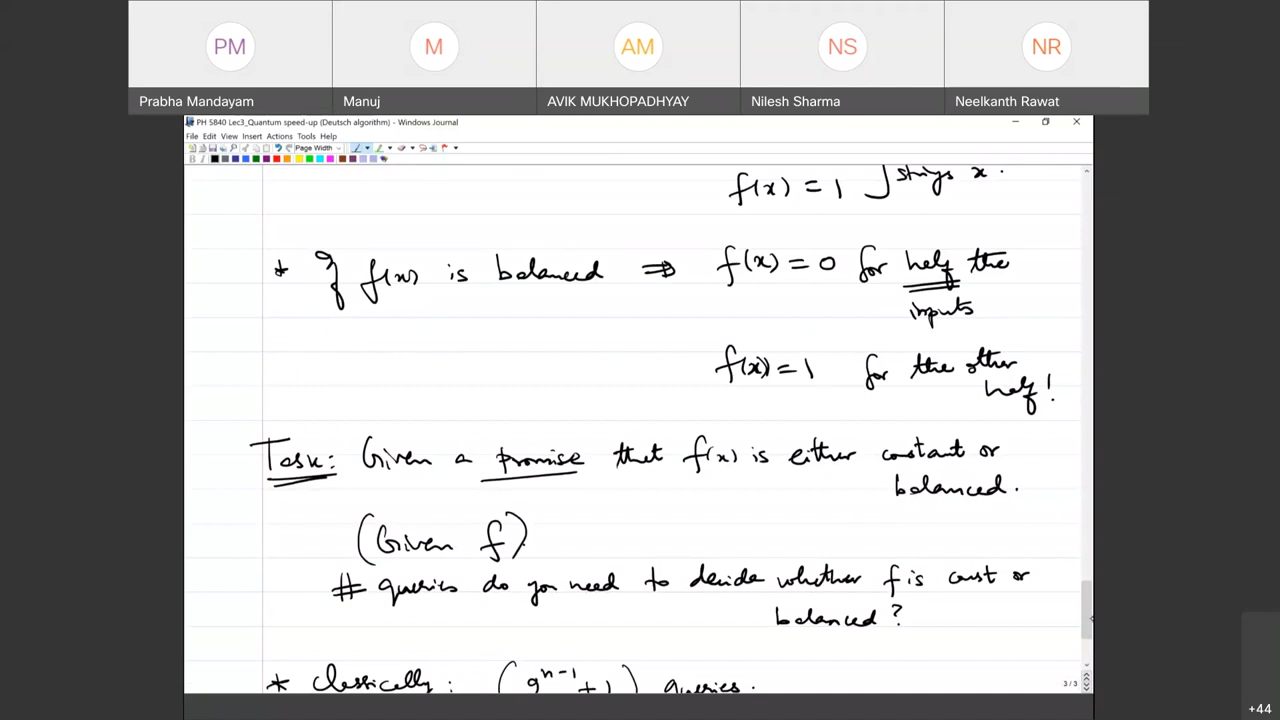 PM M AM NS NR
Prabha Mandayam Manuj AVIK MUKHOPADHYAY Nilesh Sharma Neelkanth Rawat
PH 5840 Lec3_Quantum speed-up (Deutsch algorithm) - Windows Journal
File Edit View Insert Actions Tools Help
Page Width
f(x) = 1 strings x.
* If f(x) is balanced ⇒ f(x) = 0 for half the
inputs
f(x) = 1 for the other
half!
Task: Given a promise that f(x) is either constant or
balanced.
(Given f)
# queries do you need to decide whether f is const or
balanced?
* Classically: (2^{n-1} + 1) queries.
3 / 3
+44